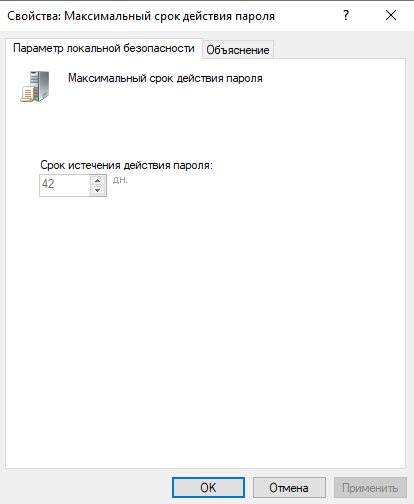 Свойства: Максимальный срок действия пароля
?
Параметр локальной безопасности
Объяснение
Максимальный срок действия пароля
Срок истечения действия пароля:
42
дн.
OK
Отмена
Применить